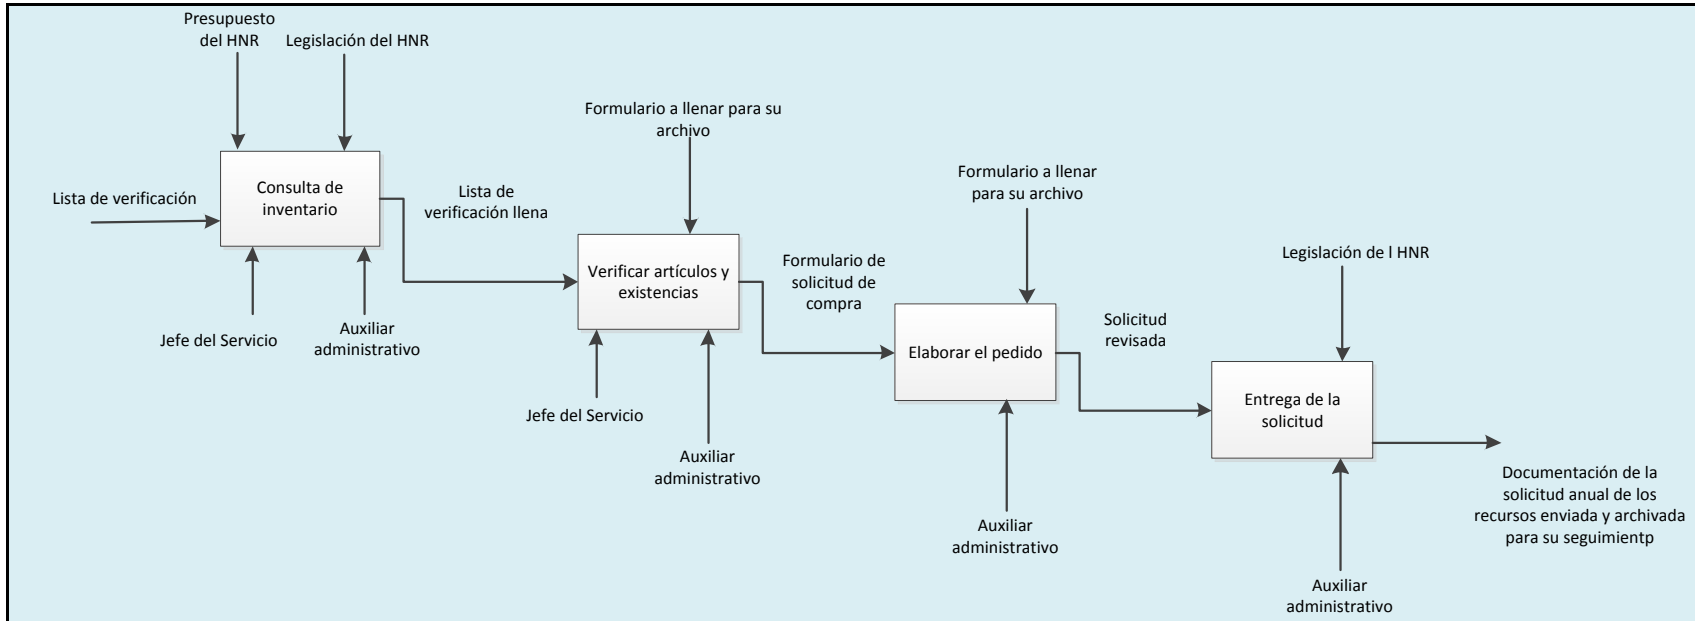 Presupuesto
del HNR
Legislación del HNR
Lista de verificación
Consulta de
inventario
Jefe del Servicio
Auxiliar
administrativo
Lista de
verificación llena
Formulario a llenar para su
archivo
Verificar artículos y
existencias
Jefe del Servicio
Auxiliar
administrativo
Formulario de
solicitud de
compra
Formulario a llenar
para su archivo
Elaborar el pedido
Auxiliar
administrativo
Solicitud
revisada
Legislación de l HNR
Entrega de la
solicitud
Auxiliar
administrativo
Documentación de la
solicitud anual de los
recursos enviada y archivada
para su seguimientp